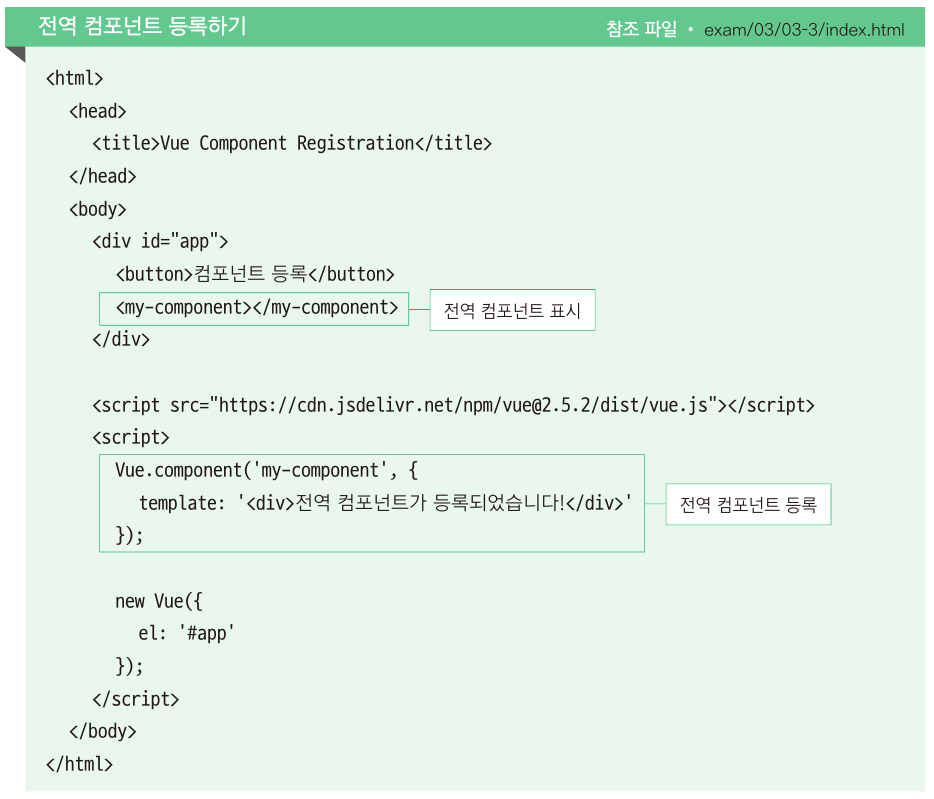 전역 컴포넌트 등록하기
참조 파일 • exam/03/03-3/index.html
<html>
<head>
<title>Vue Component Registration</title>
</head>
<body>
<div id="app">
<button>컴포넌트 등록</button>
<my-component></my-component>
전역 컴포넌트 표시
</div>
<script src="https://cdn.jsdelivr.net/npm/vue@2.5.2/dist/vue.js"></script>
<script>
Vue.component('my-component', {
template: '<div>전역 컴포넌트가 등록되었습니다!</div>'
전역 컴포넌트 등록
});
new Vue({
el: '#app'
});
</script>
</body>
</html>